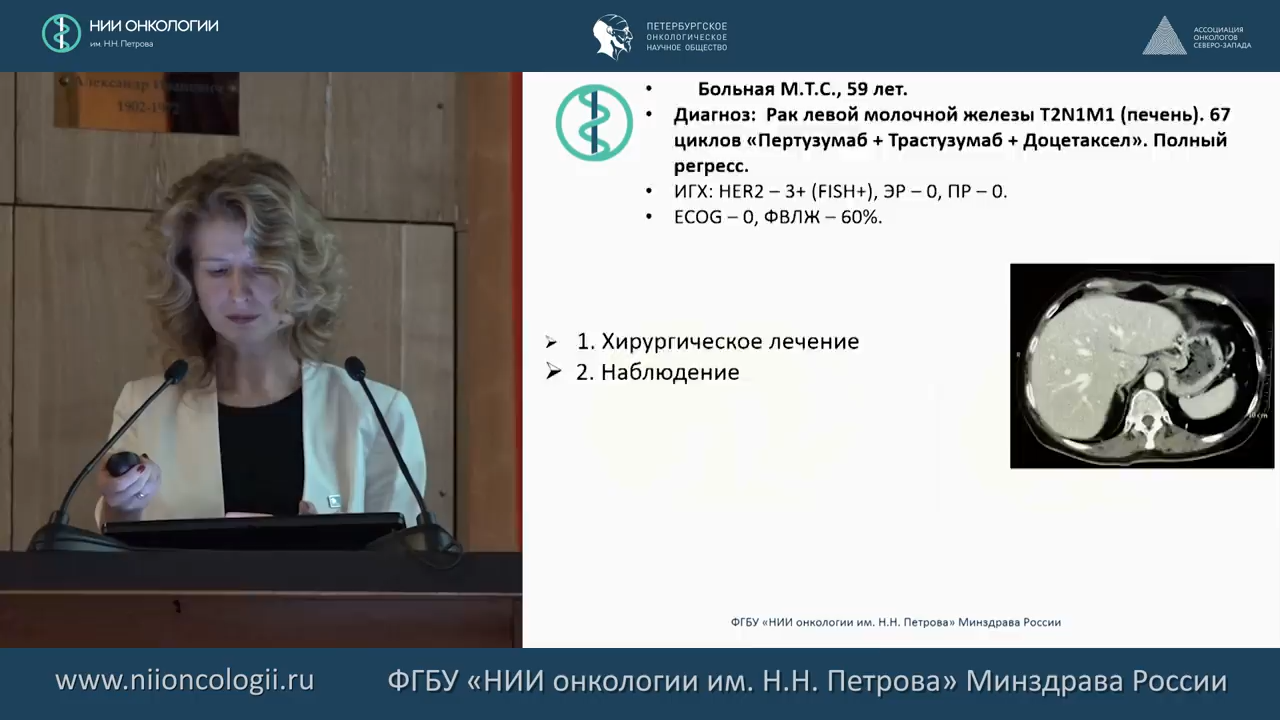 НИИ ОНКОЛОГИИ
им. Н.Н. Петрова
ПЕТЕРБУРГСКОЕ
ОНКОЛОГИЧЕСКОЕ
НАУЧНОЕ ОБЩЕСТВО
АССОЦИАЦИЯ
ОНКОЛОГОВ
СЕВЕРО-ЗАПАДА
Александр
1902-19
• Больная М.Т.С., 59 лет.
• Диагноз: Рак левой молочной железы T2N1M1 (печень). 67
циклов «Пертузумаб + Трастузумаб + Доцетаксел». Полный
регресс.
• ИГХ: HER2 – 3+ (FISH+), ЭР – 0, ПР – 0.
• ECOG – 0, ФВЛЖ – 60%.
➢ 1. Хирургическое лечение
➢ 2. Наблюдение
ФГБУ «НИИ онкологии им. Н.Н. Петрова» Минздрава России
www.niioncologii.ru
ФГБУ «НИИ онкологии им. Н.Н. Петрова» Минздрава России